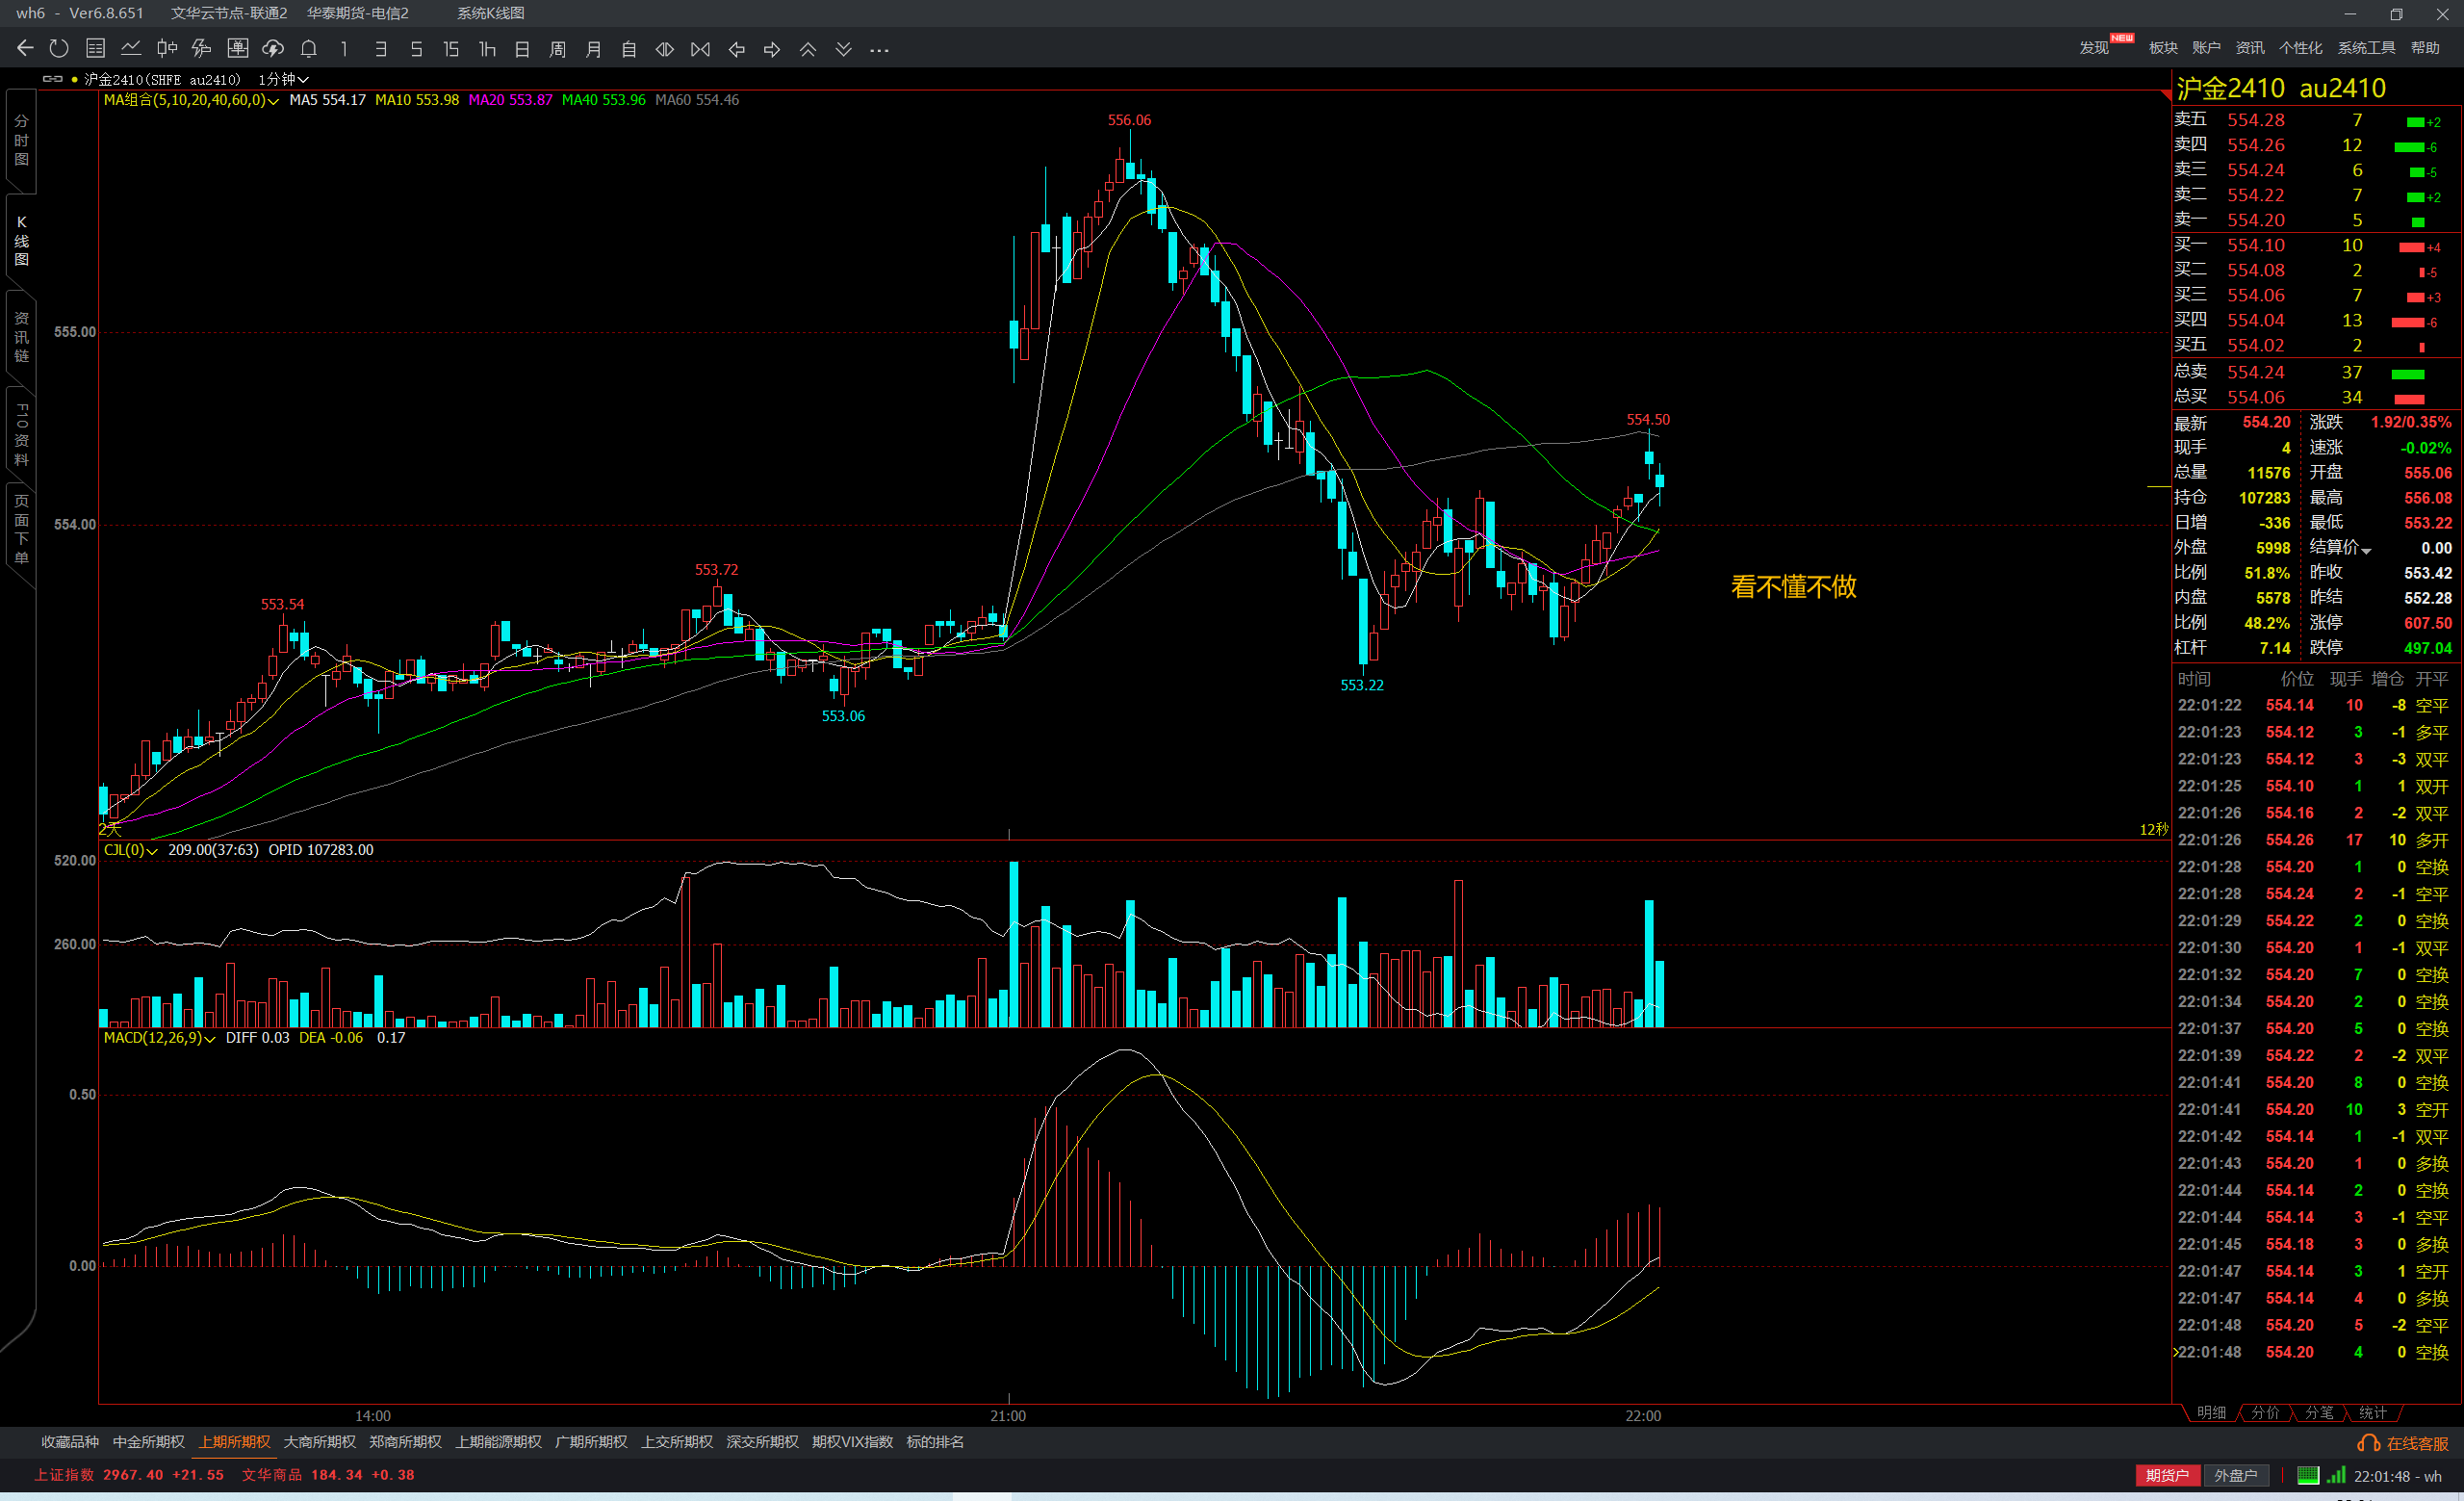 wh6 - Ver6.8.651 文华云节点-联通2 华泰期货-电信2 系统K线图
1 3 5 15 1h 日 周 月 自 ...
发现 NEW 板块 账户 资讯 个性化 系统工具 帮助
沪金2410(SHFE au2410) 1分钟
分时图
K线图
资讯链
F10资料
页面下单
MA组合(5,10,20,40,60,0) MA5 554.17 MA10 553.98 MA20 553.87 MA40 553.96 MA60 554.46
556.06
555.00
554.50
554.00
553.72
553.54
553.22
553.06
看不懂不做
2天
12秒
CJL(0) 209.00(37:63) OPID 107283.00
520.00
260.00
MACD(12,26,9) DIFF 0.03 DEA -0.06 0.17
0.50
0.00
14:00 21:00 22:00
沪金2410 au2410
卖五 554.28 7 +2
卖四 554.26 12 -6
卖三 554.24 6 -5
卖二 554.22 7 +2
卖一 554.20 5
买一 554.10 10 +4
买二 554.08 2 -5
买三 554.06 7 +3
买四 554.04 13 -6
买五 554.02 2
总卖 554.24 37
总买 554.06 34
最新 554.20 涨跌 1.92/0.35%
现手 4 速涨 -0.02%
总量 11576 开盘 555.06
持仓 107283 最高 556.08
日增 -336 最低 553.22
外盘 5998 结算价 0.00
比例 51.8% 昨收 553.42
内盘 5578 昨结 552.28
比例 48.2% 涨停 607.50
杠杆 7.14 跌停 497.04
时间 价位 现手 增仓 开平
22:01:22 554.14 10 -8 空平
22:01:23 554.12 3 -1 多平
22:01:23 554.12 3 -3 双平
22:01:25 554.10 1 1 双开
22:01:26 554.16 2 -2 双平
22:01:26 554.26 17 10 多开
22:01:28 554.20 1 0 空换
22:01:28 554.24 2 -1 空平
22:01:29 554.22 2 0 空换
22:01:30 554.20 1 -1 双平
22:01:32 554.20 7 0 空换
22:01:34 554.20 2 0 空换
22:01:37 554.20 5 0 空换
22:01:39 554.22 2 -2 双平
22:01:41 554.20 8 0 空换
22:01:41 554.20 10 3 空开
22:01:42 554.14 1 -1 双平
22:01:43 554.20 1 0 多换
22:01:44 554.14 2 0 空换
22:01:44 554.14 3 -1 空平
22:01:45 554.18 3 0 多换
22:01:47 554.14 3 1 空开
22:01:47 554.14 4 0 多换
22:01:48 554.20 5 -2 空平
22:01:48 554.20 4 0 空换
明细 分价 分笔 统计
收藏品种 中金所期权 上期所期权 大商所期权 郑商所期权 上期能源期权 广期所期权 上交所期权 深交所期权 期权VIX指数 标的排名
在线客服
上证指数 2967.40 +21.55 文华商品 184.34 +0.38
期货户 外盘户 22:01:48 - wh